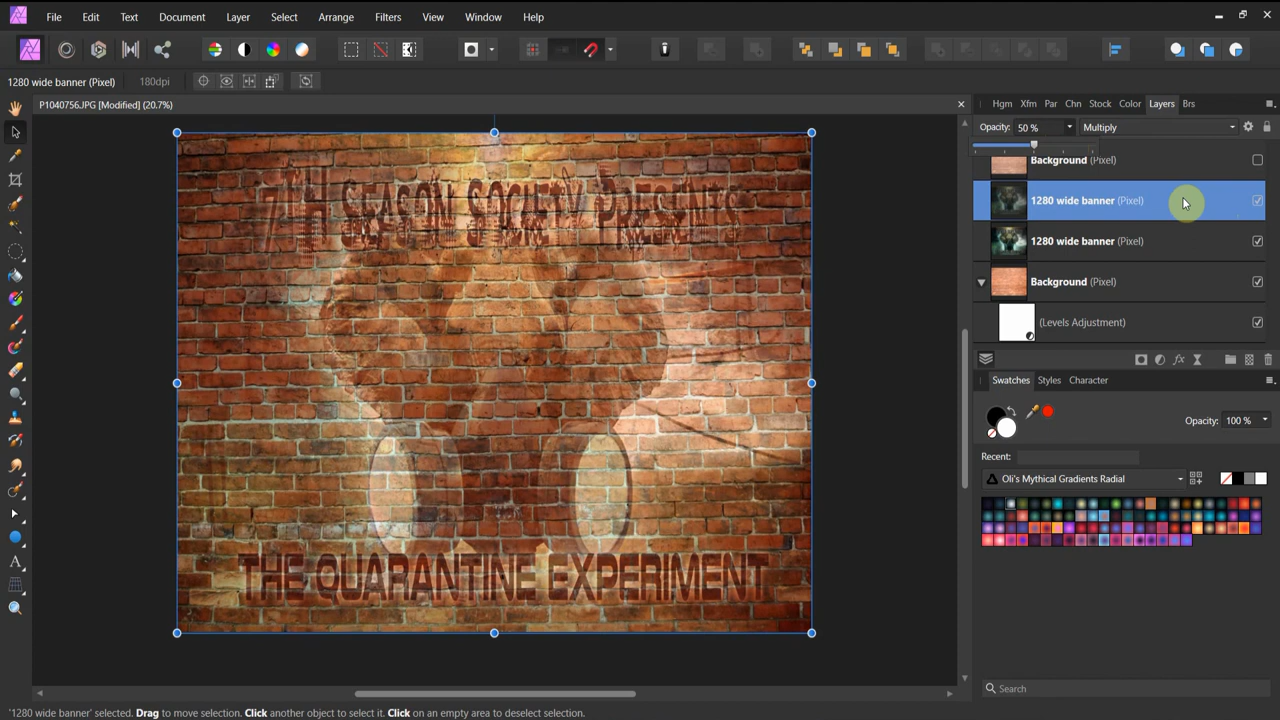 File Edit Text Document Layer Select Arrange Filters View Window Help
1280 wide banner (Pixel) 180dpi
P1040756.JPG [Modified] (20.7%)
Hgm Xfm Par Chn Stock Color Layers Brs
Opacity: 50 % Multiply
Background (Pixel)
1280 wide banner (Pixel)
1280 wide banner (Pixel)
Background (Pixel)
(Levels Adjustment)
Swatches Styles Character
Opacity: 100 %
Recent:
Oli's Mythical Gradients Radial
Search
7TH SEASON SOCIETY PRESENTS
THE QUARANTINE EXPERIMENT
'1280 wide banner' selected. Drag to move selection. Click another object to select it. Click on an empty area to deselect selection.